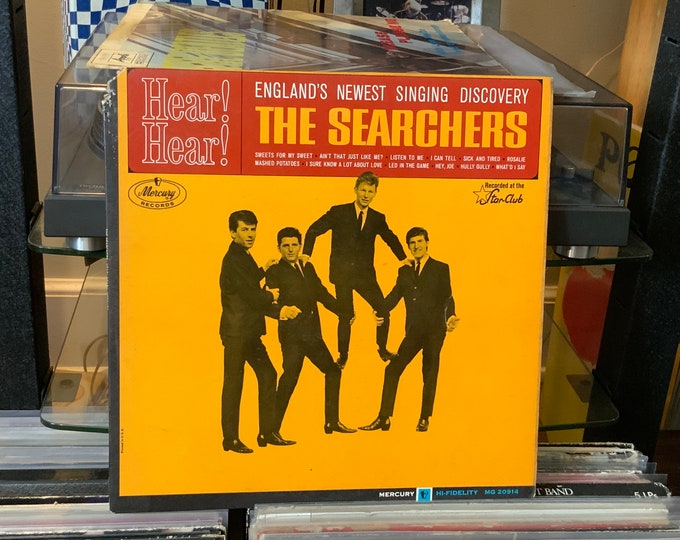 Hear!
Hear!
ENGLAND'S NEWEST SINGING DISCOVERY
THE SEARCHERS
SWEETS FOR MY SWEET · AIN'T THAT JUST LIKE ME? · LISTEN TO ME · I CAN TELL · SICK AND TIRED · ROSALIE
MASHED POTATOES · I SURE KNOW A LOT ABOUT LOVE · LED IN THE GAME · HEY, JOE · HULLY GULLY · WHAT'D I SAY
Mercury
RECORDS
Recorded at the
Star-Club
MERCURY HI-FIDELITY MG 20914
T BAND
5 LPs